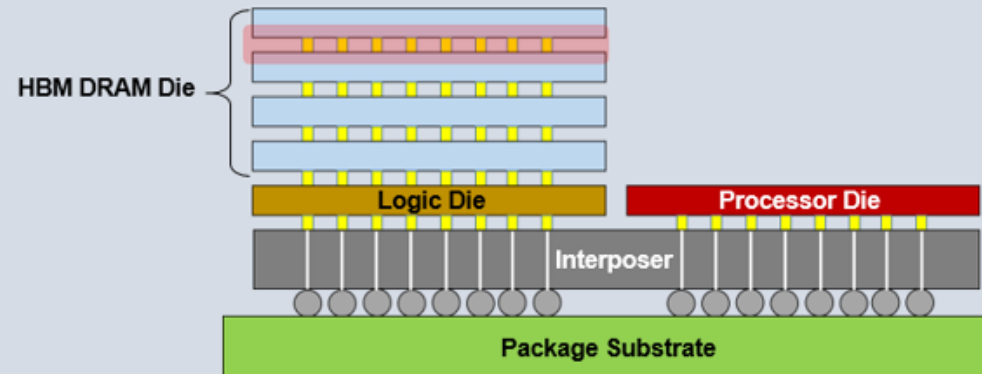 HBM DRAM Die
Logic Die
Processor Die
Interposer
Package Substrate